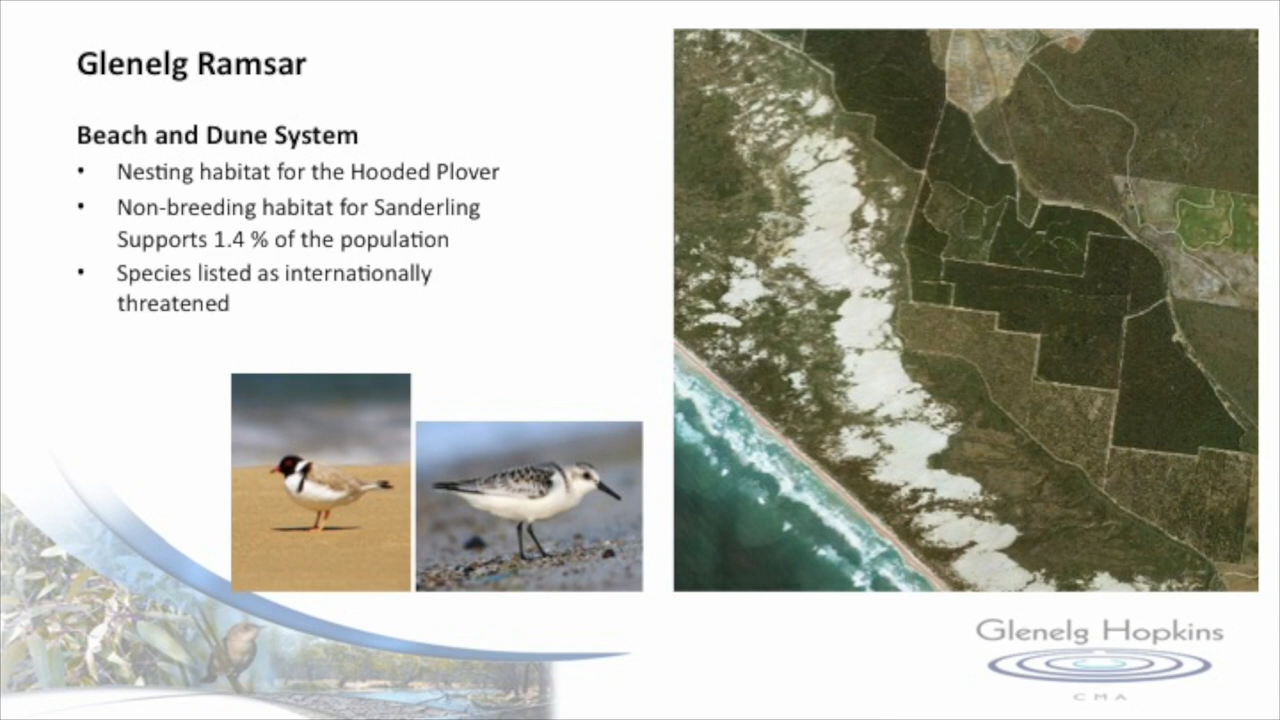 Glenelg Ramsar
Beach and Dune System
• Nesting habitat for the Hooded Plover
• Non-breeding habitat for Sanderling
Supports 1.4 % of the population
• Species listed as internationally
threatened
Glenelg Hopkins
CMA